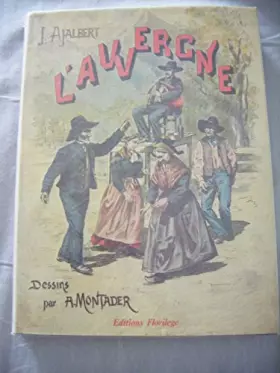 J. AJALBERT
L'AUVERGNE
Dessins
par A. MONTADER
Editions Florilège